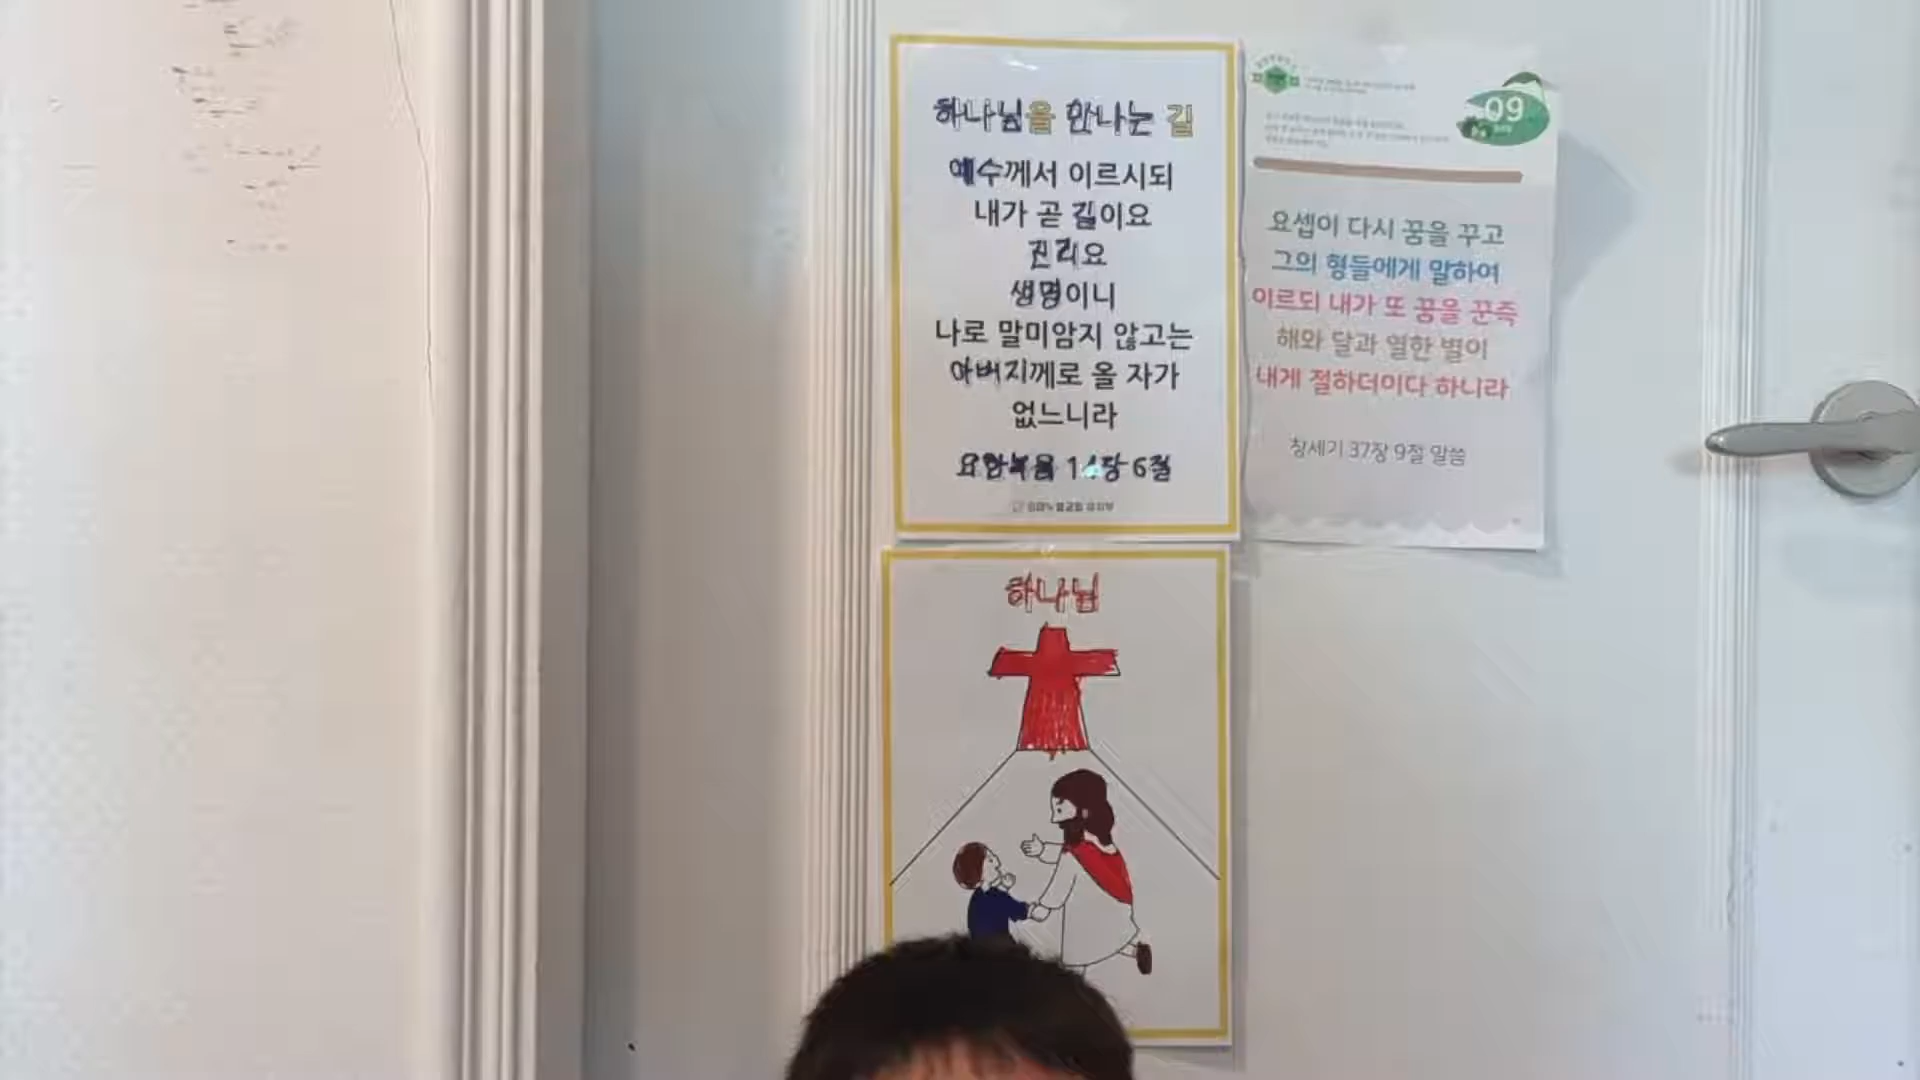 하나님을 만나는 길
예수께서 이르시되
내가 곧 길이요
진리요
생명이니
나로 말미암지 않고는
아버지께로 올 자가
없느니라
요한복음 14장 6절
09
요셉이 다시 꿈을 꾸고
그의 형들에게 말하여
이르되 내가 또 꿈을 꾼즉
해와 달과 열한 별이
내게 절하더이다 하니라
창세기 37장 9절 말씀
하나님